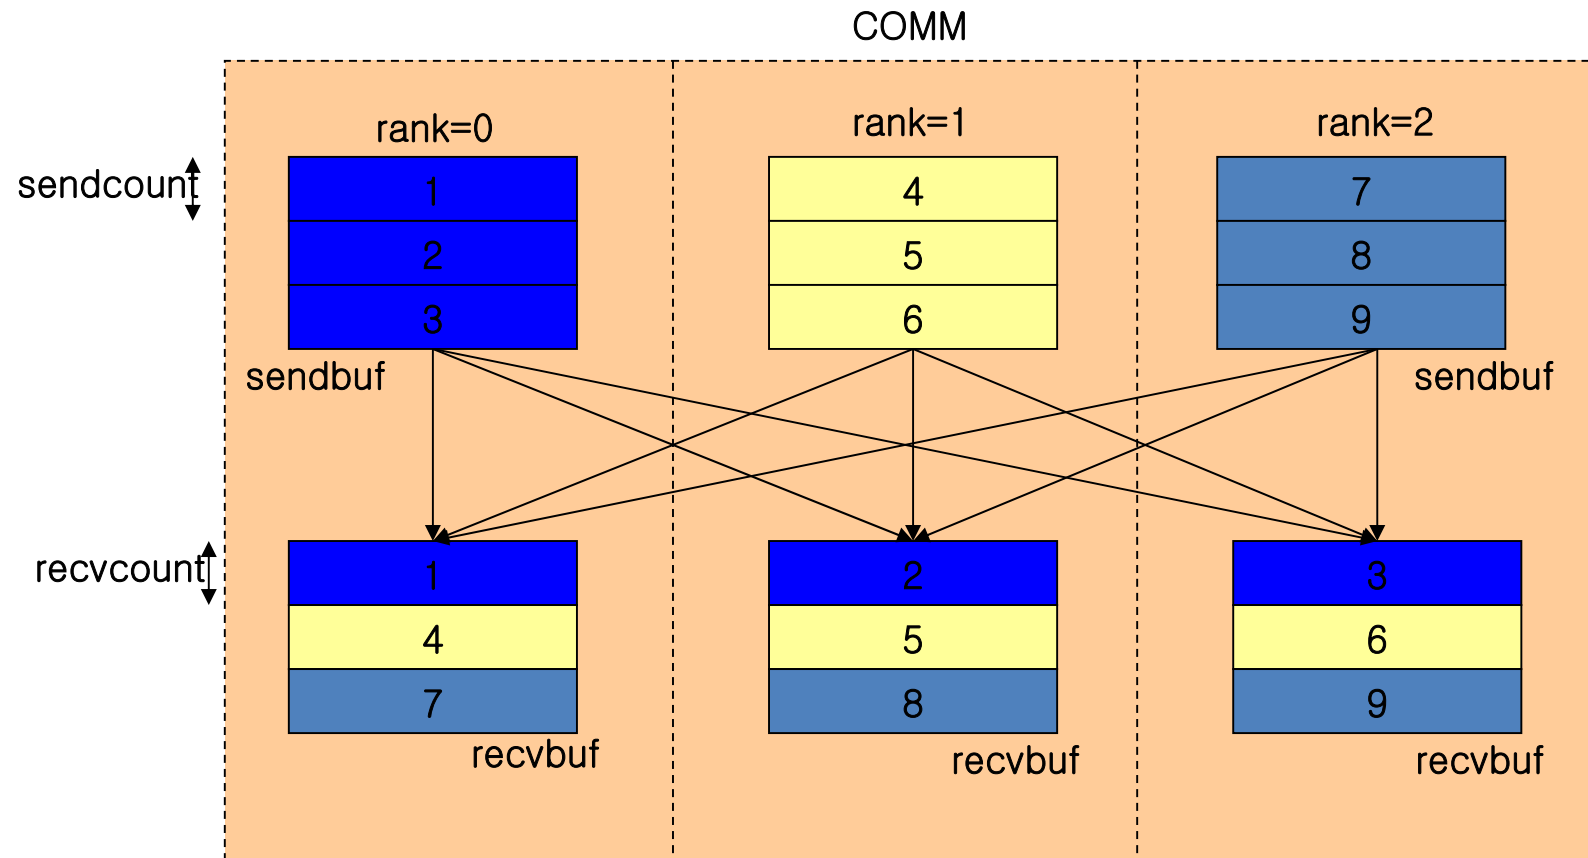 COMM
rank=0
rank=1
rank=2
sendcount
1
4
7
2
5
8
3
6
9
sendbuf
sendbuf
recvcount
1
2
3
4
5
6
7
8
9
recvbuf
recvbuf
recvbuf